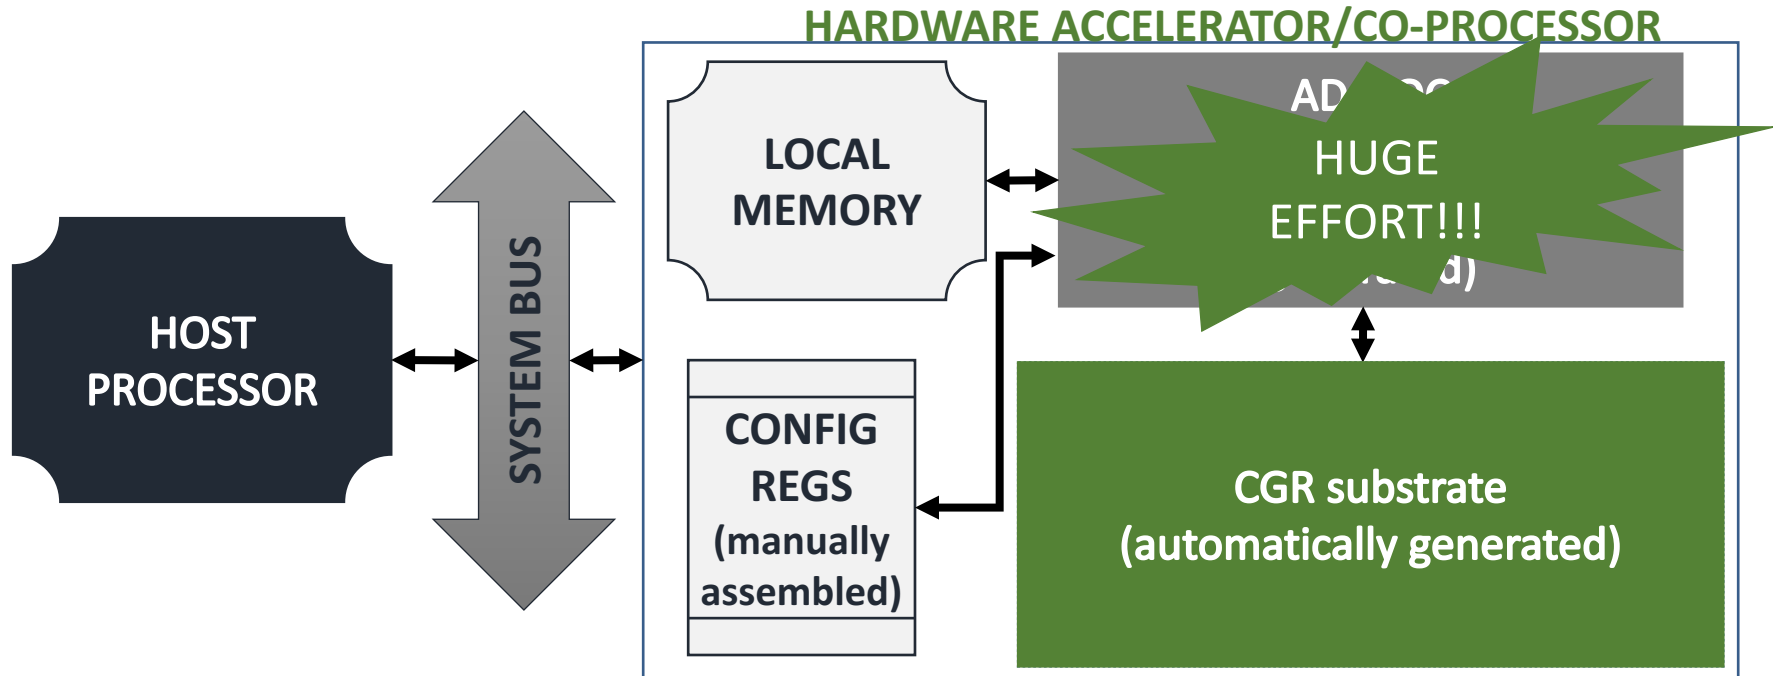 HARDWARE ACCELERATOR/CO-PROCESSOR
LOCAL
MEMORY
HUGE
EFFORT!!!
HOST
PROCESSOR
SYSTEM BUS
CONFIG
REGS
(manually
assembled)
CGR substrate
(automatically generated)